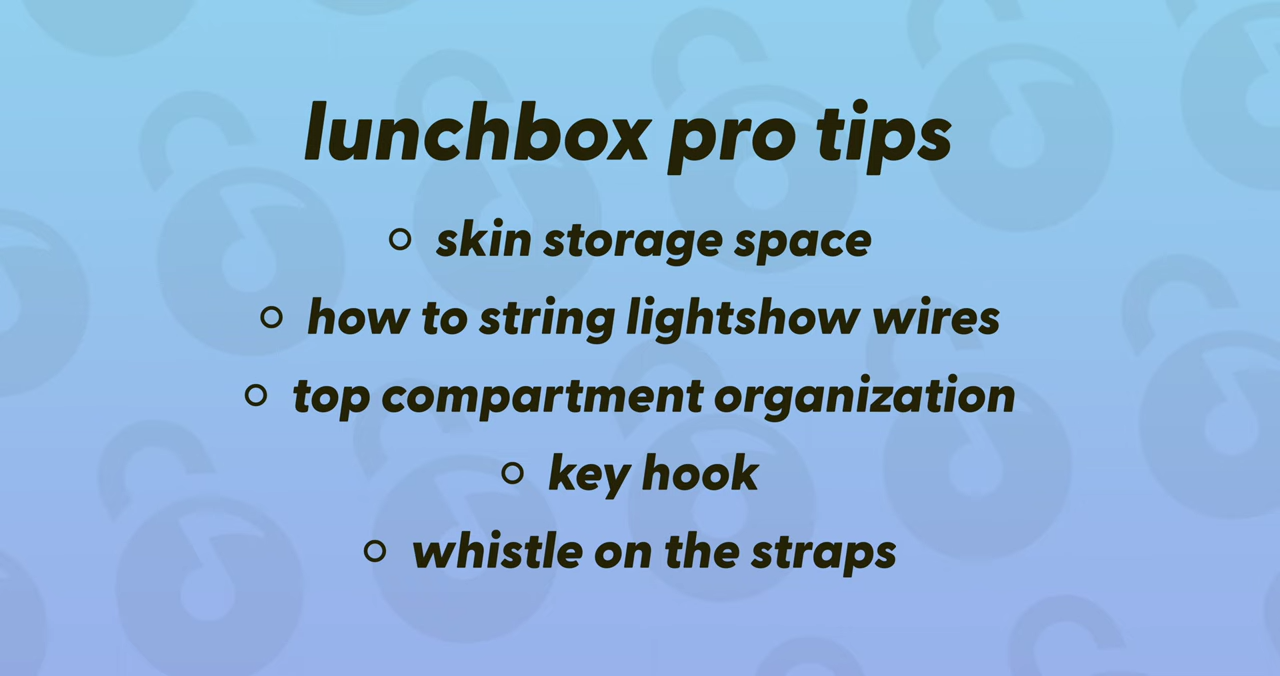 lunchbox pro tips
skin storage space
how to string lightshow wires
top compartment organization
key hook
whistle on the straps